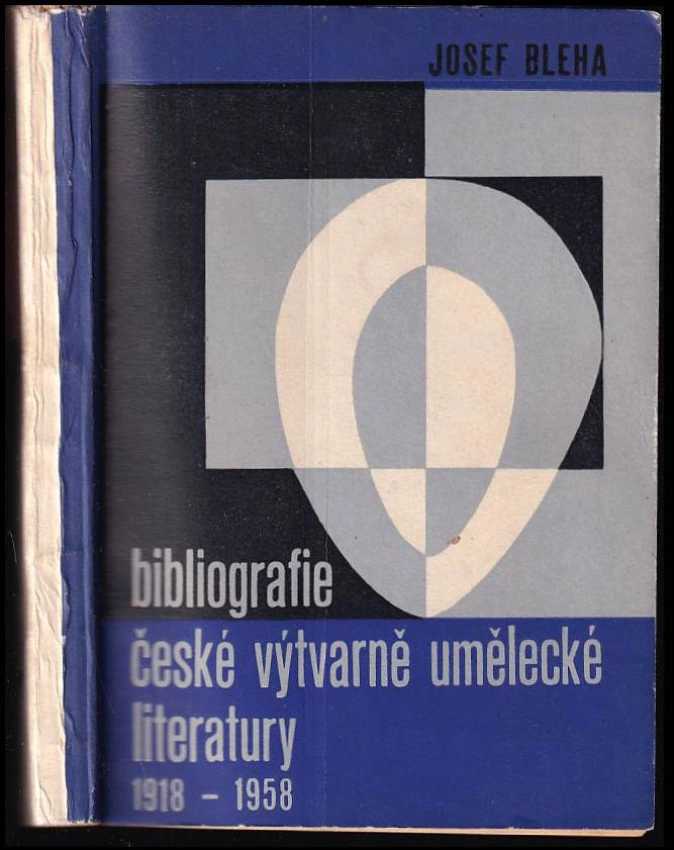 JOSEF BLEHA
bibliografie
české výtvarně umělecké
literatury
1918 – 1958